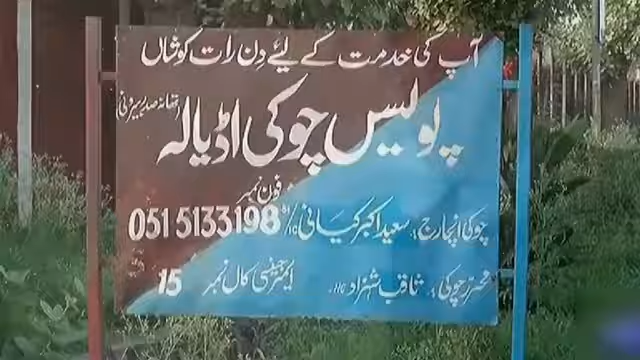 آپ کی خدمت کے لیئے دن رات کوشاں
پولیس چوکی اڈیالہ (تھانہ صدر بیرونی)
فون نمبر
چوکی انچارج سعید اکبر کیانی 051 5133198
محرر چوکی ثاقب شہزاد ایمرجنسی کال نمبر 15